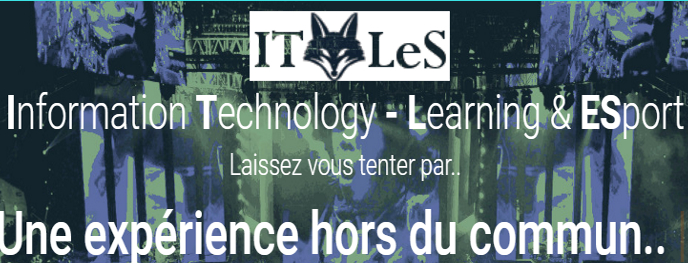 IT LeS
Information Technology - Learning & ESport
Laissez vous tenter par..
Une expérience hors du commun..